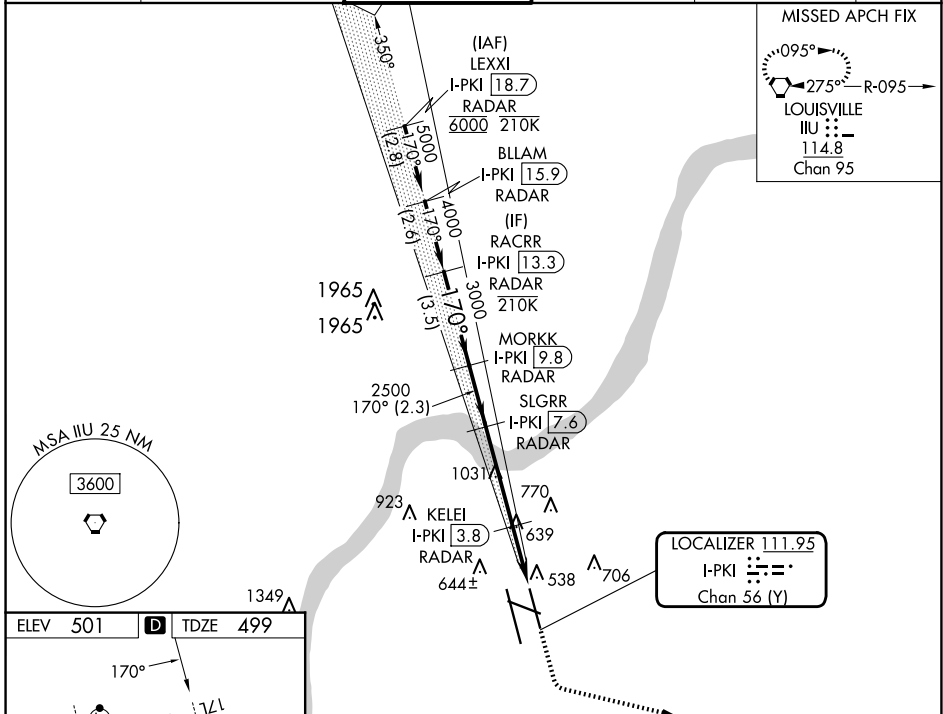 MISSED APCH FIX
095°
275°
R-095
LOUISVILLE
IIU
114.8
Chan 95
350°
(IAF)
LEXXI
I-PKI 18.7
RADAR
6000 210K
5000
170°
(2.8)
BLLAM
I-PKI 15.9
RADAR
4000
170°
(2.6)
(IF)
RACRR
I-PKI 13.3
RADAR
210K
3000
170°
(3.5)
1965
1965
MORKK
I-PKI 9.8
RADAR
2500
170° (2.3)
SLGRR
I-PKI 7.6
RADAR
MSA IIU 25 NM
3600
1031
770
923
KELEI
I-PKI 3.8
RADAR
639
644±
538
706
LOCALIZER 111.95
I-PKI
Chan 56 (Y)
1349
ELEV 501 D TDZE 499
170°
17L